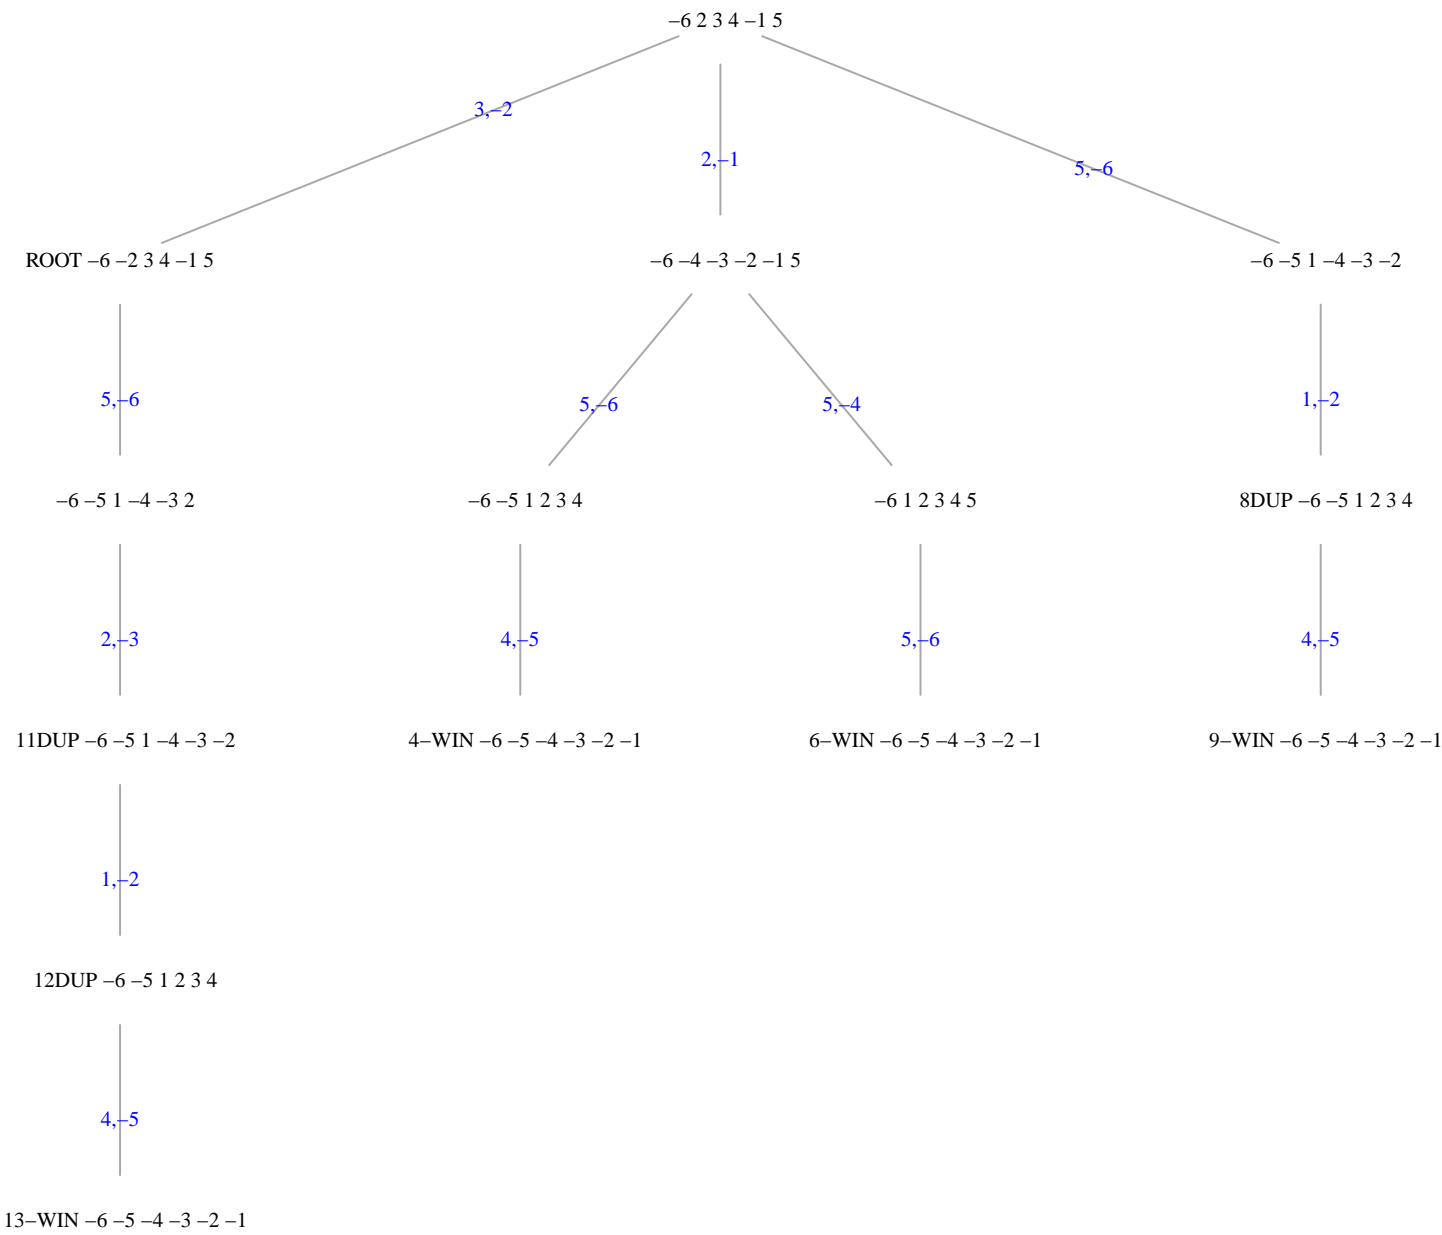 –6 2 3 4 –1 5
3,–2
2,–1
5,–6
ROOT –6 –2 3 4 –1 5
–6 –4 –3 –2 –1 5
–6 –5 1 –4 –3 –2
5,–6
5,–6
5,–4
1,–2
–6 –5 1 –4 –3 2
–6 –5 1 2 3 4
–6 1 2 3 4 5
8DUP –6 –5 1 2 3 4
2,–3
4,–5
5,–6
4,–5
11DUP –6 –5 1 –4 –3 –2
4–WIN –6 –5 –4 –3 –2 –1
6–WIN –6 –5 –4 –3 –2 –1
9–WIN –6 –5 –4 –3 –2 –1
1,–2
12DUP –6 –5 1 2 3 4
4,–5
13–WIN –6 –5 –4 –3 –2 –1